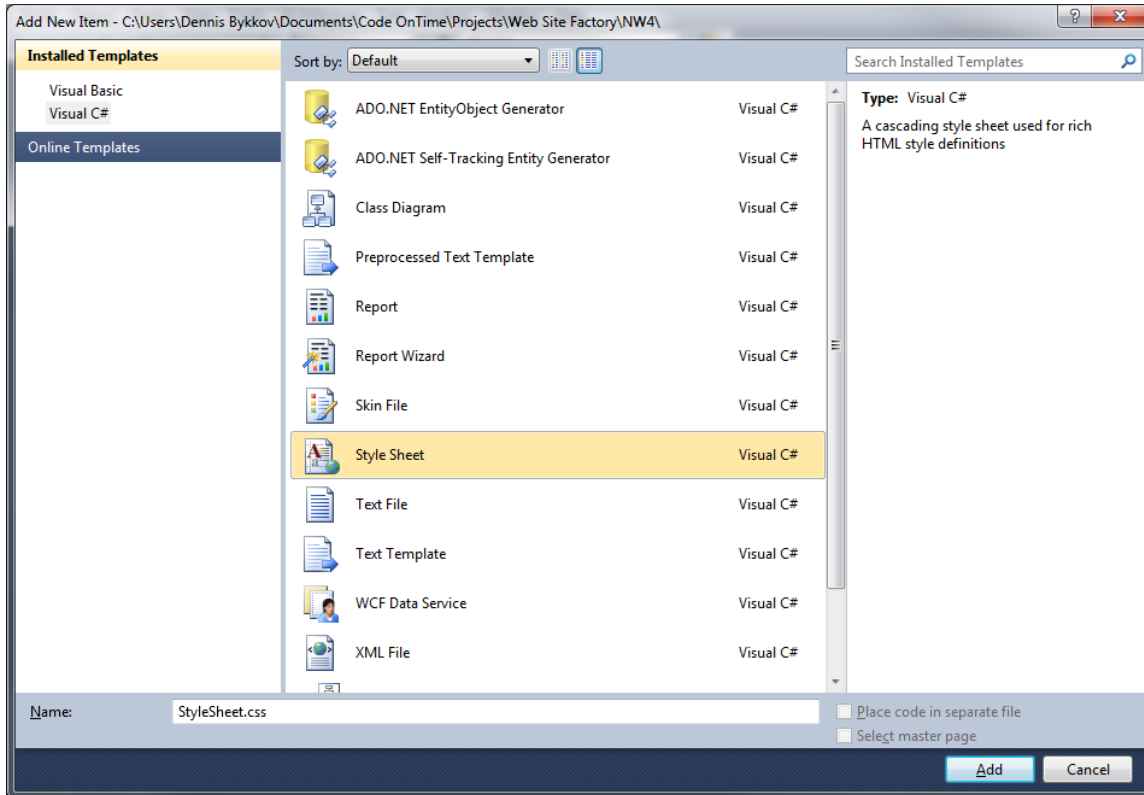 Add New Item - C:\Users\Dennis Bykkov\Documents\Code OnTime\Projects\Web Site Factory\NW4\
Installed Templates
Visual Basic
Visual C#
Online Templates
Sort by: Default
Search Installed Templates
ADO.NET EntityObject Generator Visual C#
ADO.NET Self-Tracking Entity Generator Visual C#
Class Diagram Visual C#
Preprocessed Text Template Visual C#
Report Visual C#
Report Wizard Visual C#
Skin File Visual C#
Style Sheet Visual C#
Text File Visual C#
Text Template Visual C#
WCF Data Service Visual C#
XML File Visual C#
Type: Visual C#
A cascading style sheet used for rich
HTML style definitions
Name: StyleSheet.css
Place code in separate file
Select master page
Add Cancel